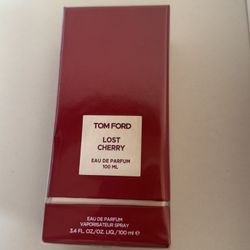 TOM FORD
LOST
CHERRY
EAU DE PARFUM
100 ML
EAU DE PARFUM
VAPORISATEUR SPRAY
3.4 FL.OZ./OZ. LIQ./100 ml ℮